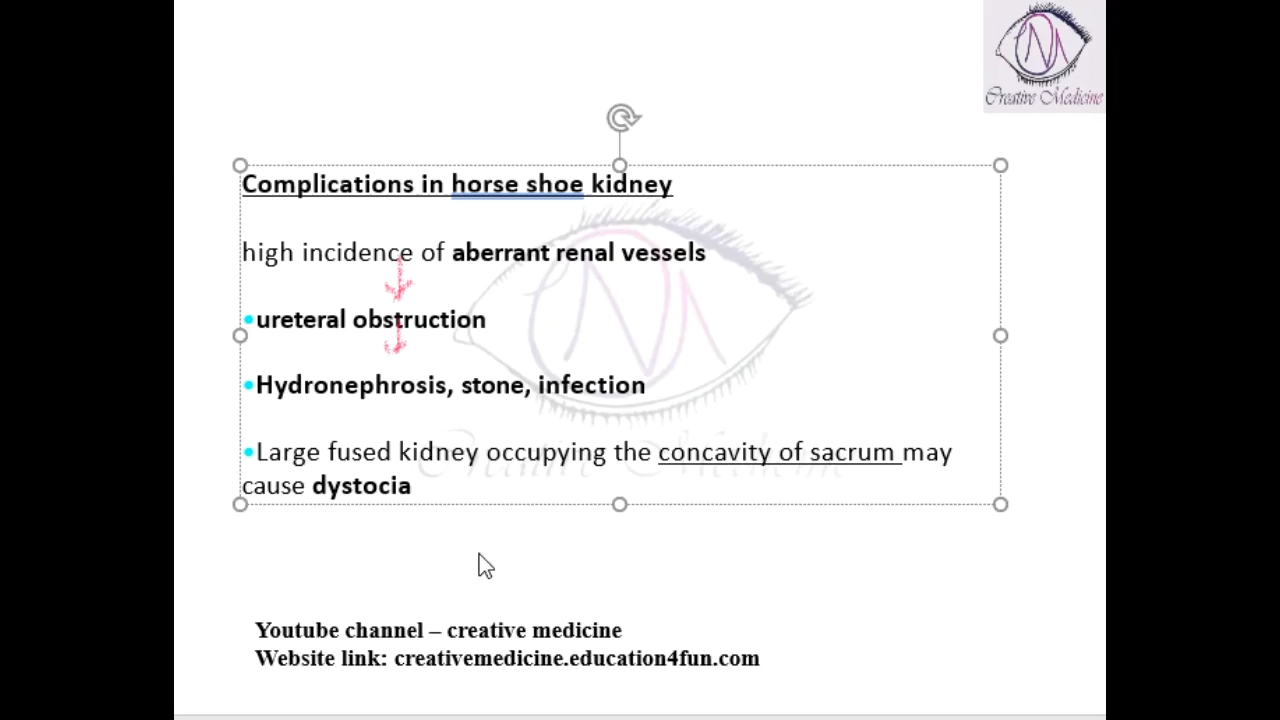 Creative Medicine
Complications in horse shoe kidney
high incidence of aberrant renal vessels
•ureteral obstruction
•Hydronephrosis, stone, infection
•Large fused kidney occupying the concavity of sacrum may
cause dystocia
Creative Medicine
Youtube channel – creative medicine
Website link: creativemedicine.education4fun.com